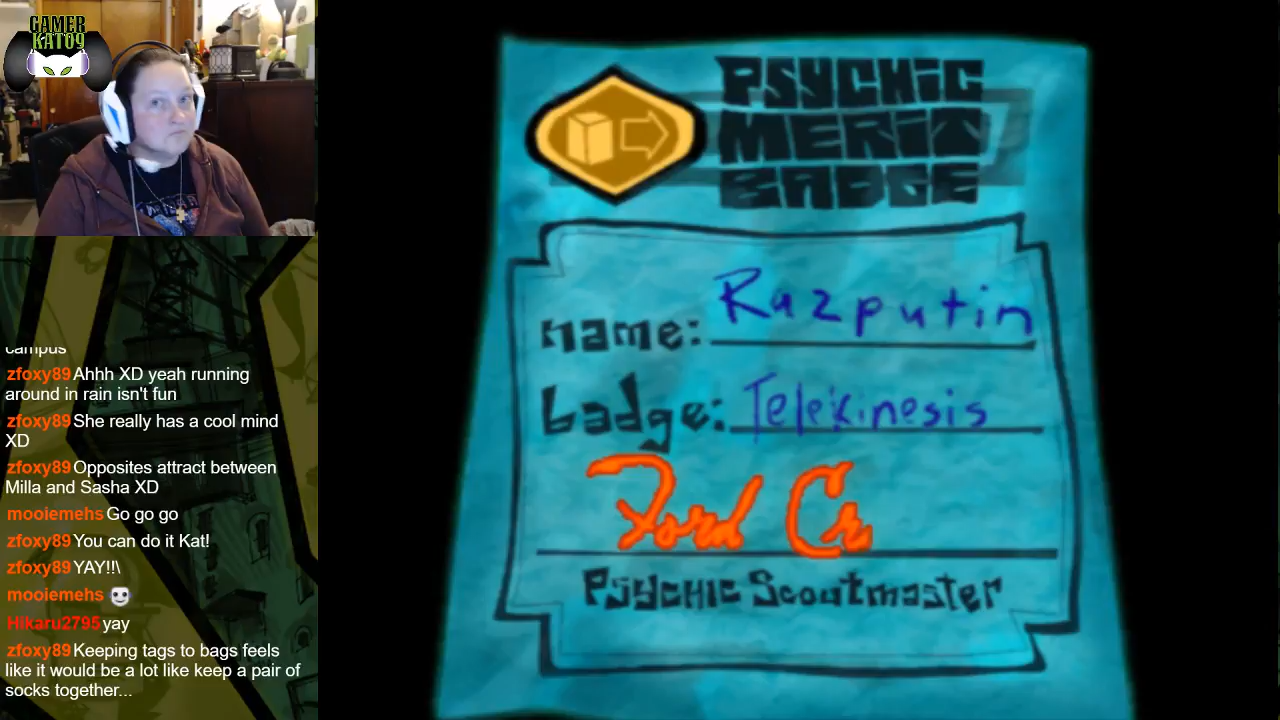 GAMER
KAT09
campus
zfoxy89 Ahhh XD yeah running
around in rain isn't fun
zfoxy89 She really has a cool mind
XD
zfoxy89 Opposites attract between
Milla and Sasha XD
mooiemehs Go go go
zfoxy89 You can do it Kat!
zfoxy89 YAY!!\
mooiemehs
Hikaru2795 yay
zfoxy89 Keeping tags to bags feels
like it would be a lot like keep a pair of
socks together...
PSYCHIC
MERIT
BADGE
name: Razputin
badge: Telekinesis
Ford Cr
Psychic Scoutmaster